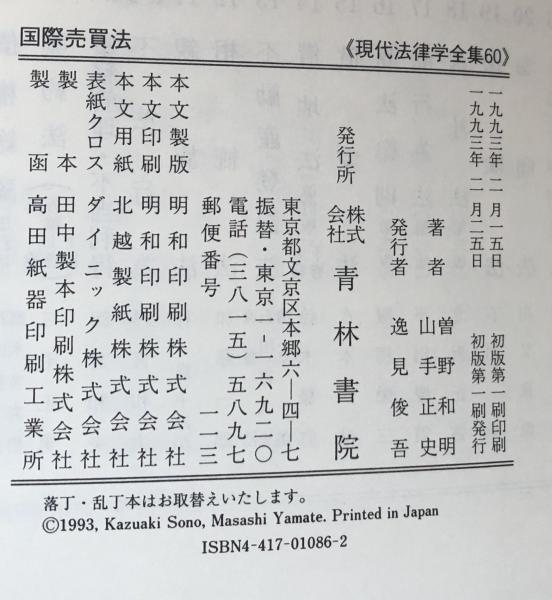 国際売買法
《現代法律学全集60》
一九九三年 二 月一五日 初版第一刷印刷
一九九三年 二 月二五日 初版第一刷発行
著 者 曽野和明
山手正史
発行者 逸見俊吾
発行所 株式会社 青林書院
東京都文京区本郷六―四―七
振替・東京一―一六九二〇
電話(三八一五)五八九七
郵便番号 一一三
本文製版 明和印刷株式会社
本文印刷 明和印刷株式会社
本文用紙 北越製紙株式会社
表紙クロス ダイニック株式会社
製 本 田中製本印刷株式会社
製 函 高田紙器印刷工業所
落丁・乱丁本はお取替えいたします。
©1993, Kazuaki Sono, Masashi Yamate. Printed in Japan
ISBN4-417-01086-2